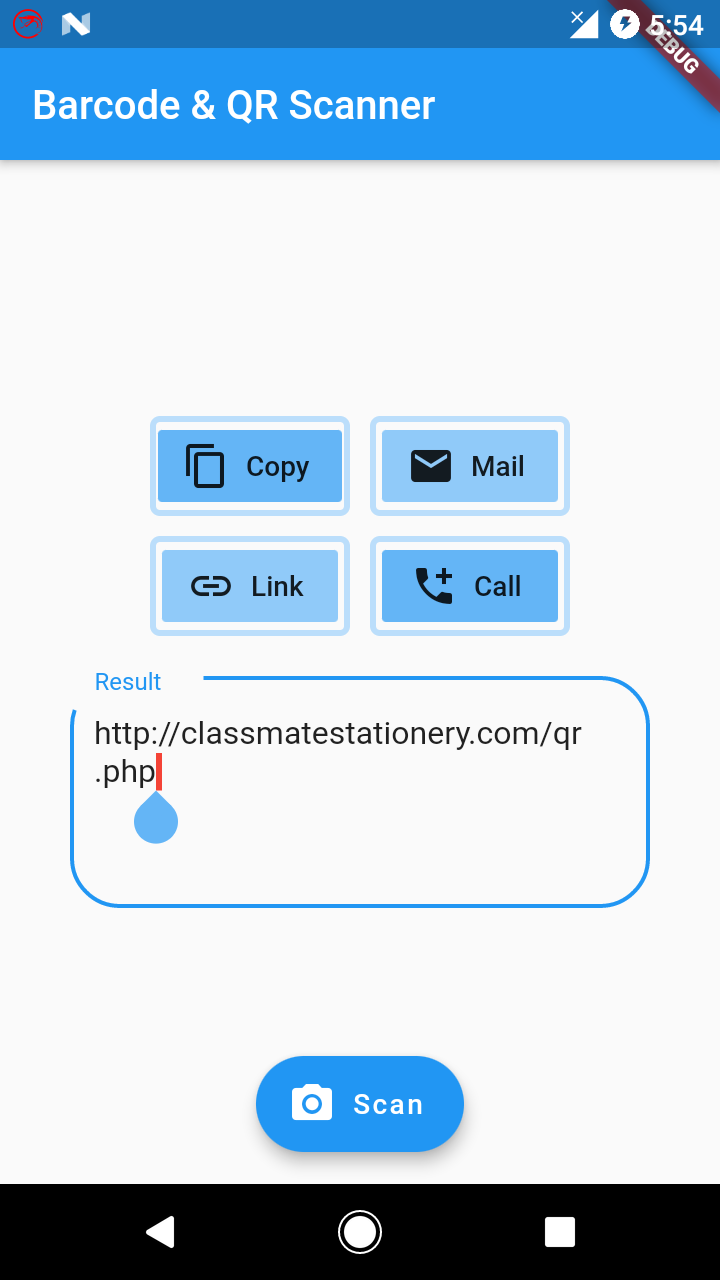 5:54
DEBUG
Barcode & QR Scanner
Copy
Mail
Link
Call
Result
http://classmatestationery.com/qr
.php
Scan